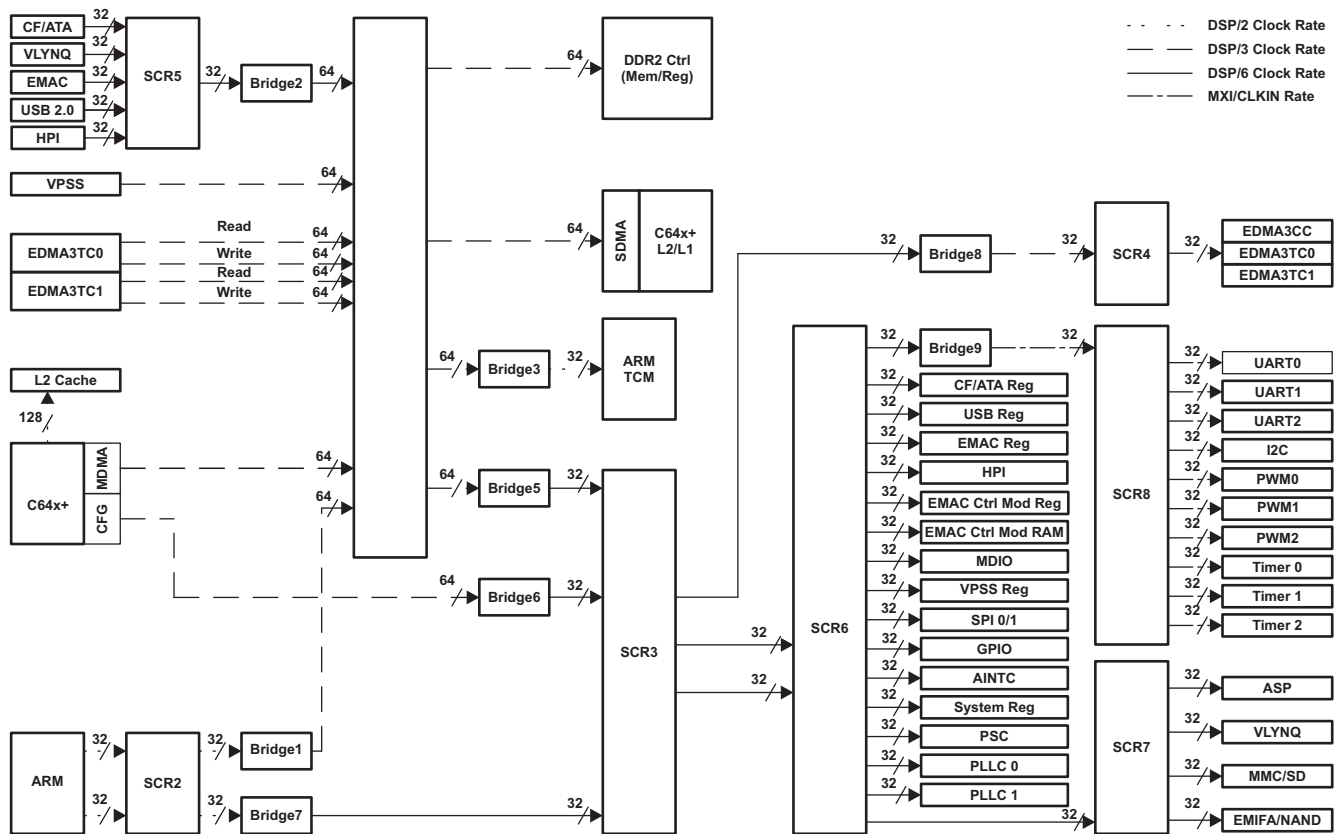 CF/ATA
32
VLYNQ
32
EMAC
32
USB 2.0
32
HPI
32
SCR5
32
Bridge2
64
64
DDR2 Ctrl
(Mem/Reg)
DSP/2 Clock Rate
DSP/3 Clock Rate
DSP/6 Clock Rate
MXI/CLKIN Rate
VPSS
64
EDMA3TC0
EDMA3TC1
Read
64
Write
64
Read
64
Write
64
64
SDMA
C64x+
L2/L1
32
Bridge8
32
SCR4
32
EDMA3CC
EDMA3TC0
EDMA3TC1
64
Bridge3
32
ARM
TCM
L2 Cache
128
C64x+
MDMA
CFG
64
64
64
Bridge5
32
64
Bridge6
32
SCR3
32
32
SCR6
32
Bridge9
32
32
CF/ATA Reg
32
USB Reg
32
EMAC Reg
32
HPI
32
EMAC Ctrl Mod Reg
32
EMAC Ctrl Mod RAM
32
MDIO
32
VPSS Reg
32
SPI 0/1
32
GPIO
32
AINTC
32
System Reg
32
PSC
32
PLLC 0
32
PLLC 1
32
SCR8
32
UART0
32
UART1
32
UART2
32
I2C
32
PWM0
32
PWM1
32
PWM2
32
Timer 0
32
Timer 1
32
Timer 2
SCR7
32
ASP
32
VLYNQ
32
MMC/SD
32
EMIFA/NAND
ARM
32
32
SCR2
32
Bridge1
32
Bridge7
32